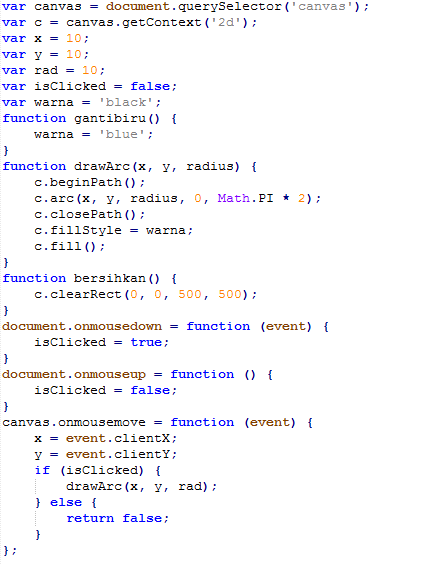 var canvas = document.querySelector('canvas');
var c = canvas.getContext('2d');
var x = 10;
var y = 10;
var rad = 10;
var isClicked = false;
var warna = 'black';
function gantibiru() {
    warna = 'blue';
}
function drawArc(x, y, radius) {
    c.beginPath();
    c.arc(x, y, radius, 0, Math.PI * 2);
    c.closePath();
    c.fillStyle = warna;
    c.fill();
}
function bersihkan() {
    c.clearRect(0, 0, 500, 500);
}
document.onmousedown = function (event) {
    isClicked = true;
}
document.onmouseup = function () {
    isClicked = false;
}
canvas.onmousemove = function (event) {
    x = event.clientX;
    y = event.clientY;
    if (isClicked) {
        drawArc(x, y, rad);
    } else {
        return false;
    }
};